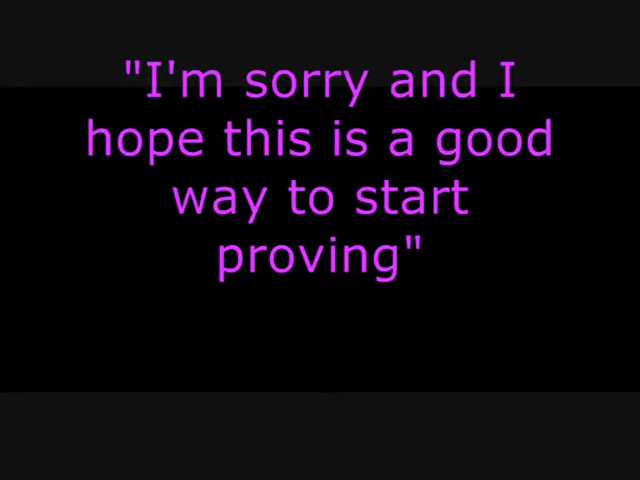 "I'm sorry and I
hope this is a good
way to start
proving"